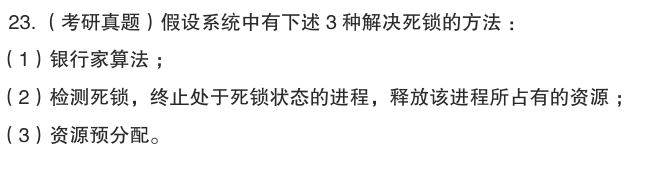 23.（考研真题）假设系统中有下述 3 种解决死锁的方法：
（1）银行家算法；
（2）检测死锁，终止处于死锁状态的进程，释放该进程所占有的资源；
（3）资源预分配。